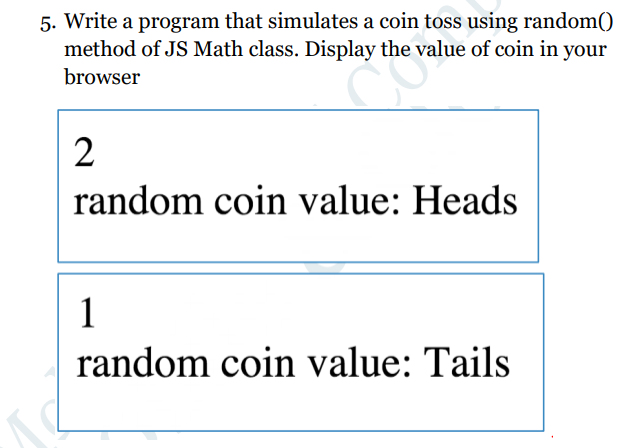 5. Write a program that simulates a coin toss using random()
method of JS Math class. Display the value of coin in your
browser
2
random coin value: Heads
1
random coin value: Tails